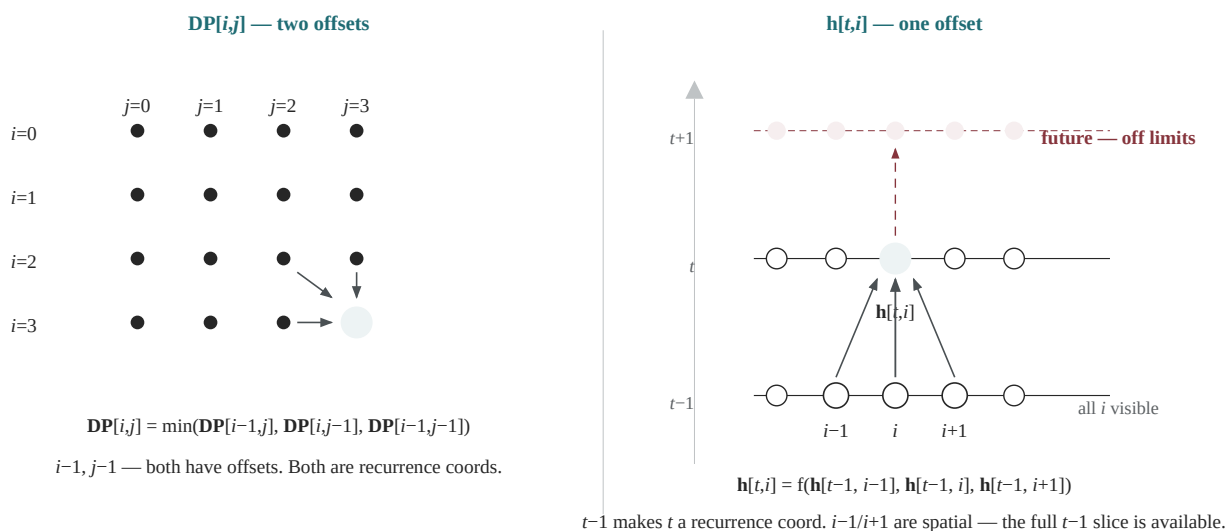 DP[i,j] — two offsets
j=0 j=1 j=2 j=3
i=0
i=1
i=2
i=3
DP[i,j] = min(DP[i−1,j], DP[i,j−1], DP[i−1,j−1])
i−1, j−1 — both have offsets. Both are recurrence coords.
h[t,i] — one offset
t+1
future — off limits
t
h[t,i]
t−1
all i visible
i−1 i i+1
h[t,i] = f(h[t−1, i−1], h[t−1, i], h[t−1, i+1])
t−1 makes t a recurrence coord. i−1/i+1 are spatial — the full t−1 slice is available.